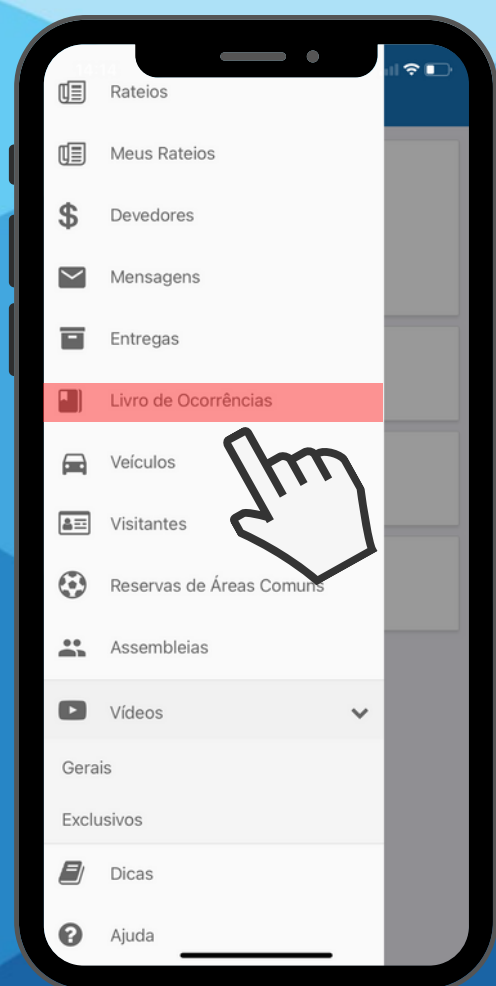 Rateios
Meus Rateios
Devedores
Mensagens
Entregas
Livro de Ocorrências
Veículos
Visitantes
Reservas de Áreas Comuns
Assembleias
Vídeos
Gerais
Exclusivos
Dicas
Ajuda